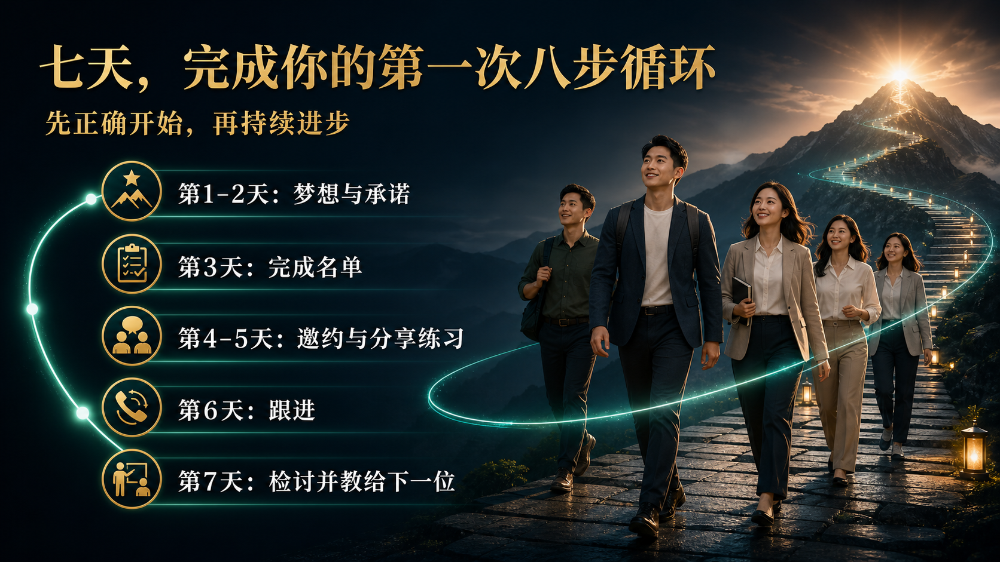 七天，完成你的第一次八步循环
先正确开始，再持续进步
第1–2天：梦想与承诺
第3天：完成名单
第4–5天：邀约与分享练习
第6天：跟进
第7天：检讨并教给下一位